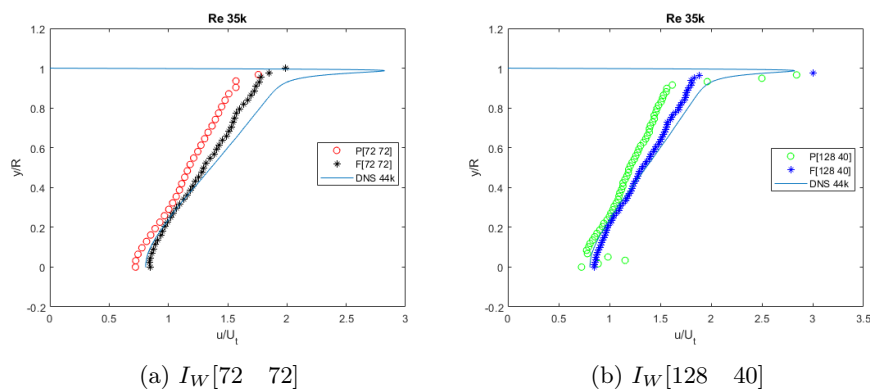 Re 35k
1.2
1
0.8
0.6
0.4
0.2
0
-0.2
y/R
P[72 72]
F[72 72]
DNS 44k
0 0.5 1 1.5 2 2.5 3
u/U_t
(a) I_W[72 72]
Re 35k
1.2
1
0.8
0.6
0.4
0.2
0
-0.2
y/R
P[128 40]
F[128 40]
DNS 44k
0 0.5 1 1.5 2 2.5 3 3.5
u/U_t
(b) I_W[128 40]